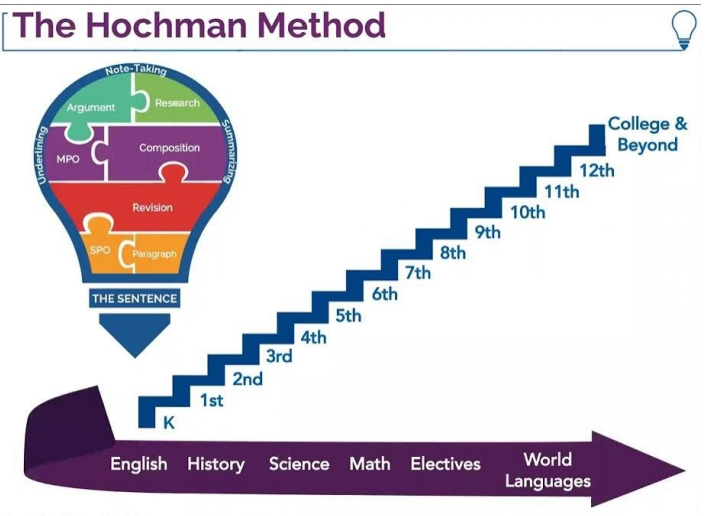 The Hochman Method
Note-Taking
Underlining
Summarizing
Argument
Research
MPO
Composition
Revision
SPO
Paragraph
THE SENTENCE
K
1st
2nd
3rd
4th
5th
6th
7th
8th
9th
10th
11th
12th
College &
Beyond
English
History
Science
Math
Electives
World
Languages